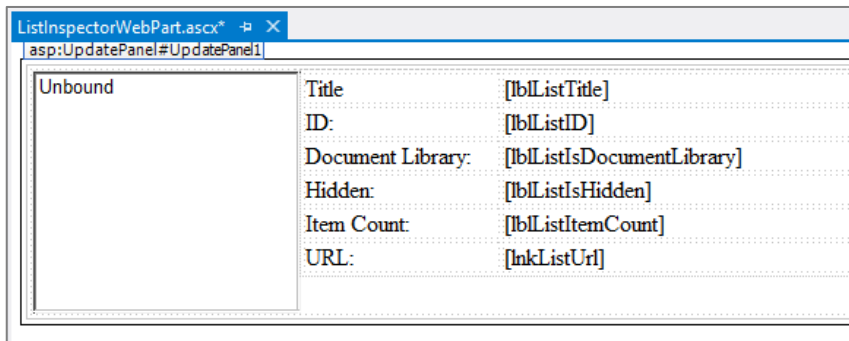 ListInspectorWebPart.ascx*
asp:UpdatePanel#UpdatePanel1
Unbound
Title [lblListTitle]
ID: [lblListID]
Document Library: [lblListIsDocumentLibrary]
Hidden: [lblListIsHidden]
Item Count: [lblListItemCount]
URL: [lnkListUrl]